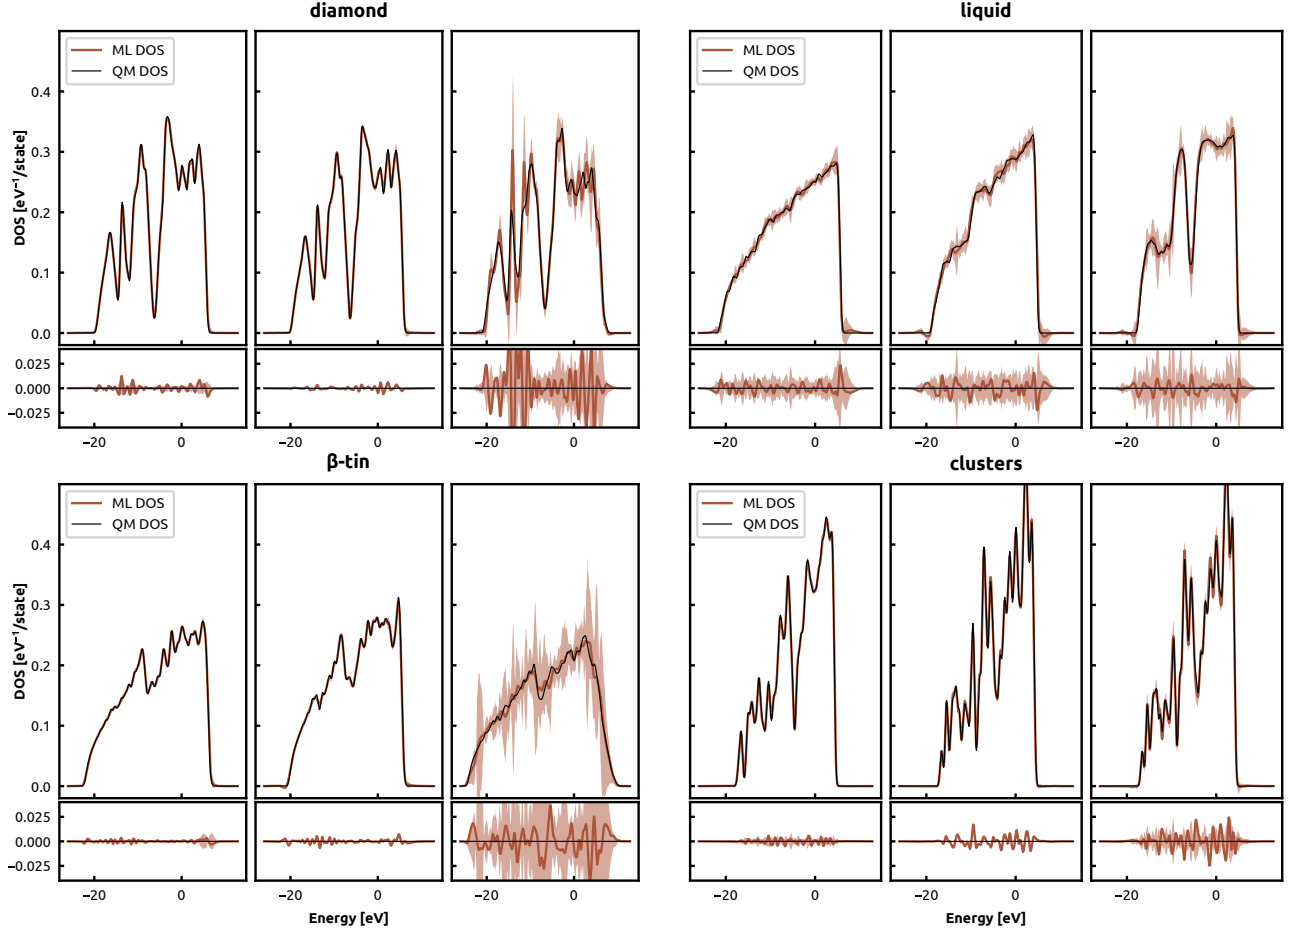 diamond
liquid
ML DOS
QM DOS
ML DOS
QM DOS
DOS [eV⁻¹/state]
0.4
0.3
0.2
0.1
0.0
0.025
0.000
−0.025
−20 0 −20 0 −20 0 −20 0 −20 0 −20 0
β-tin
clusters
ML DOS
QM DOS
ML DOS
QM DOS
DOS [eV⁻¹/state]
0.4
0.3
0.2
0.1
0.0
0.025
0.000
−0.025
−20 0 −20 0 −20 0 −20 0 −20 0 −20 0
Energy [eV]
Energy [eV]